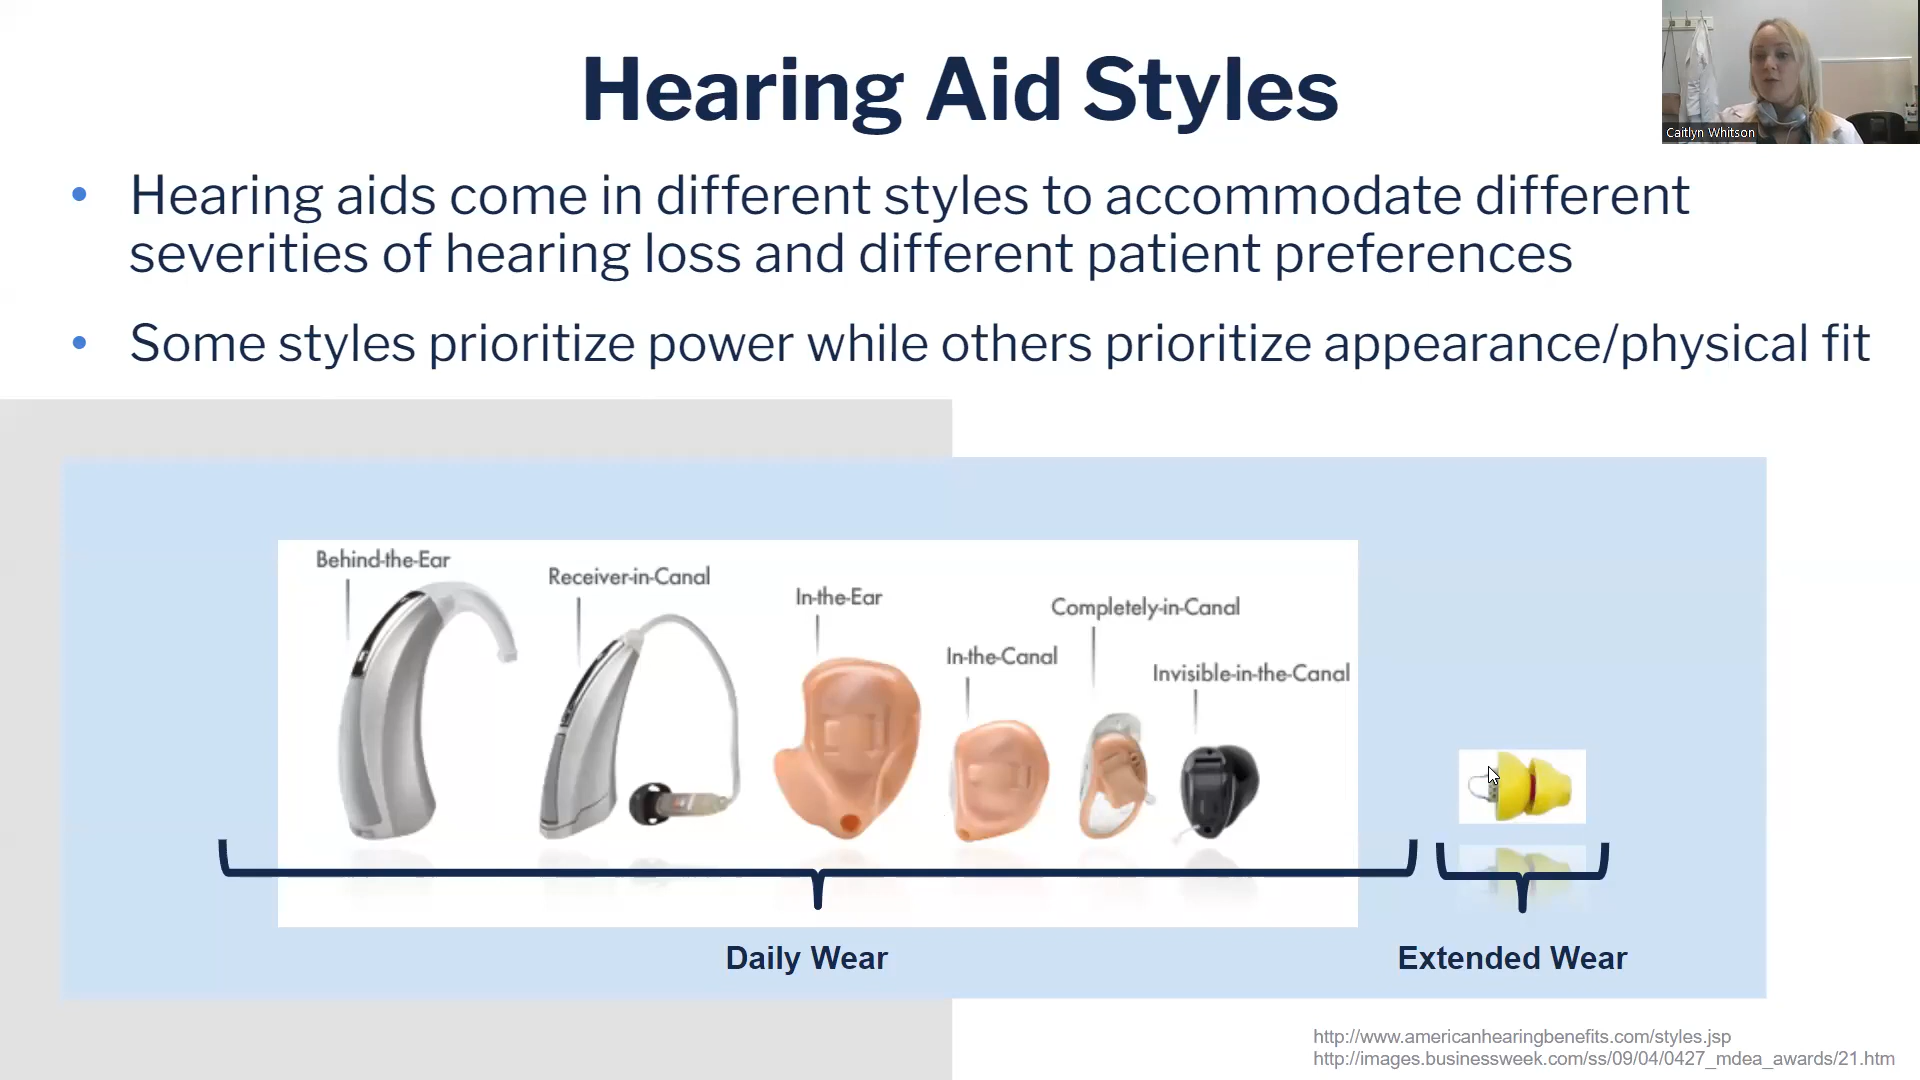 Hearing Aid Styles
Caitlyn Whitson
• Hearing aids come in different styles to accommodate different
severities of hearing loss and different patient preferences
• Some styles prioritize power while others prioritize appearance/physical fit
Behind-the-Ear
Receiver-in-Canal
In-the-Ear
In-the-Canal
Completely-in-Canal
Invisible-in-the-Canal
Daily Wear
Extended Wear
http://www.americanhearingbenefits.com/styles.jsp
http://images.businessweek.com/ss/09/04/0427_mdea_awards/21.htm